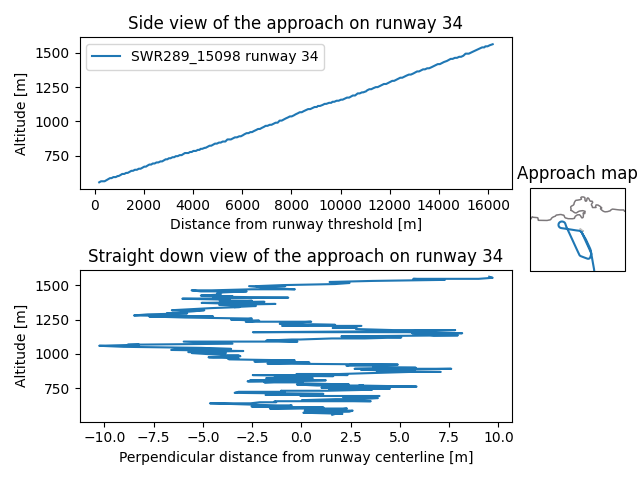 Side view of the approach on runway 34
1500
1250
1000
750
Altitude [m]
SWR289_15098 runway 34
0 2000 4000 6000 8000 10000 12000 14000 16000
Distance from runway threshold [m]
Approach map
Straight down view of the approach on runway 34
1500
1250
1000
750
Altitude [m]
−10.0 −7.5 −5.0 −2.5 0.0 2.5 5.0 7.5 10.0
Perpendicular distance from runway centerline [m]